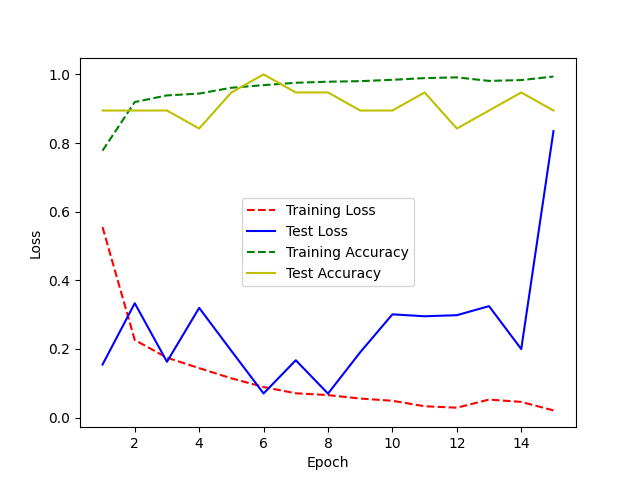 1.0
0.8
0.6
0.4
0.2
0.0
Loss
Training Loss
Test Loss
Training Accuracy
Test Accuracy
2 4 6 8 10 12 14
Epoch